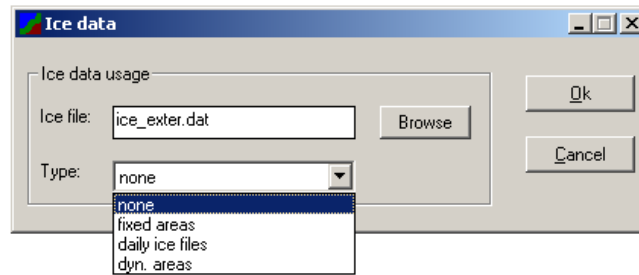 Ice data
Ice data usage
Ice file: ice_exter.dat Browse
Type: none
none
fixed areas
daily ice files
dyn. areas
Ok
Cancel